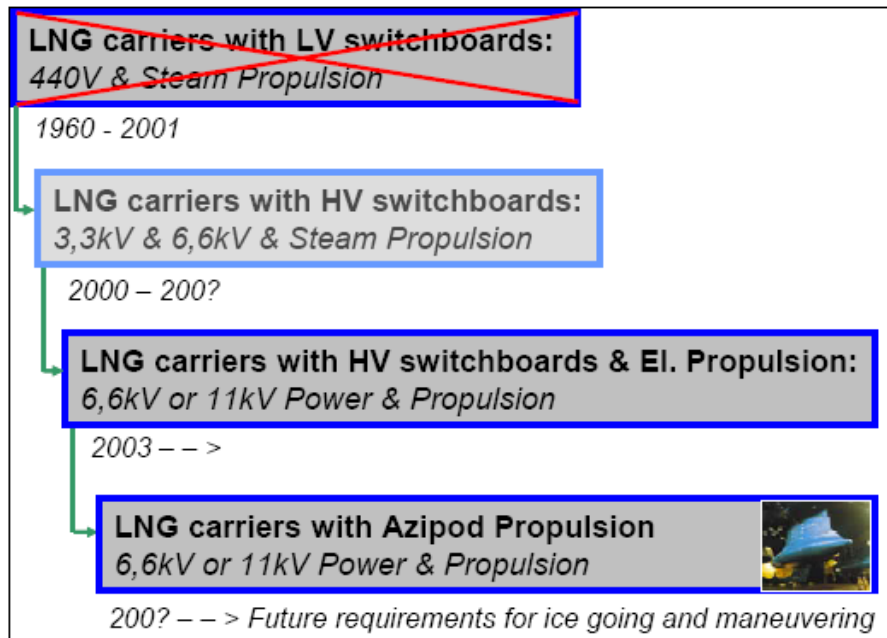 LNG carriers with LV switchboards:
440V & Steam Propulsion
1960 - 2001
LNG carriers with HV switchboards:
3,3kV & 6,6kV & Steam Propulsion
2000 – 200?
LNG carriers with HV switchboards & El. Propulsion:
6,6kV or 11kV Power & Propulsion
2003 – – >
LNG carriers with Azipod Propulsion
6,6kV or 11kV Power & Propulsion
200? – – > Future requirements for ice going and maneuvering